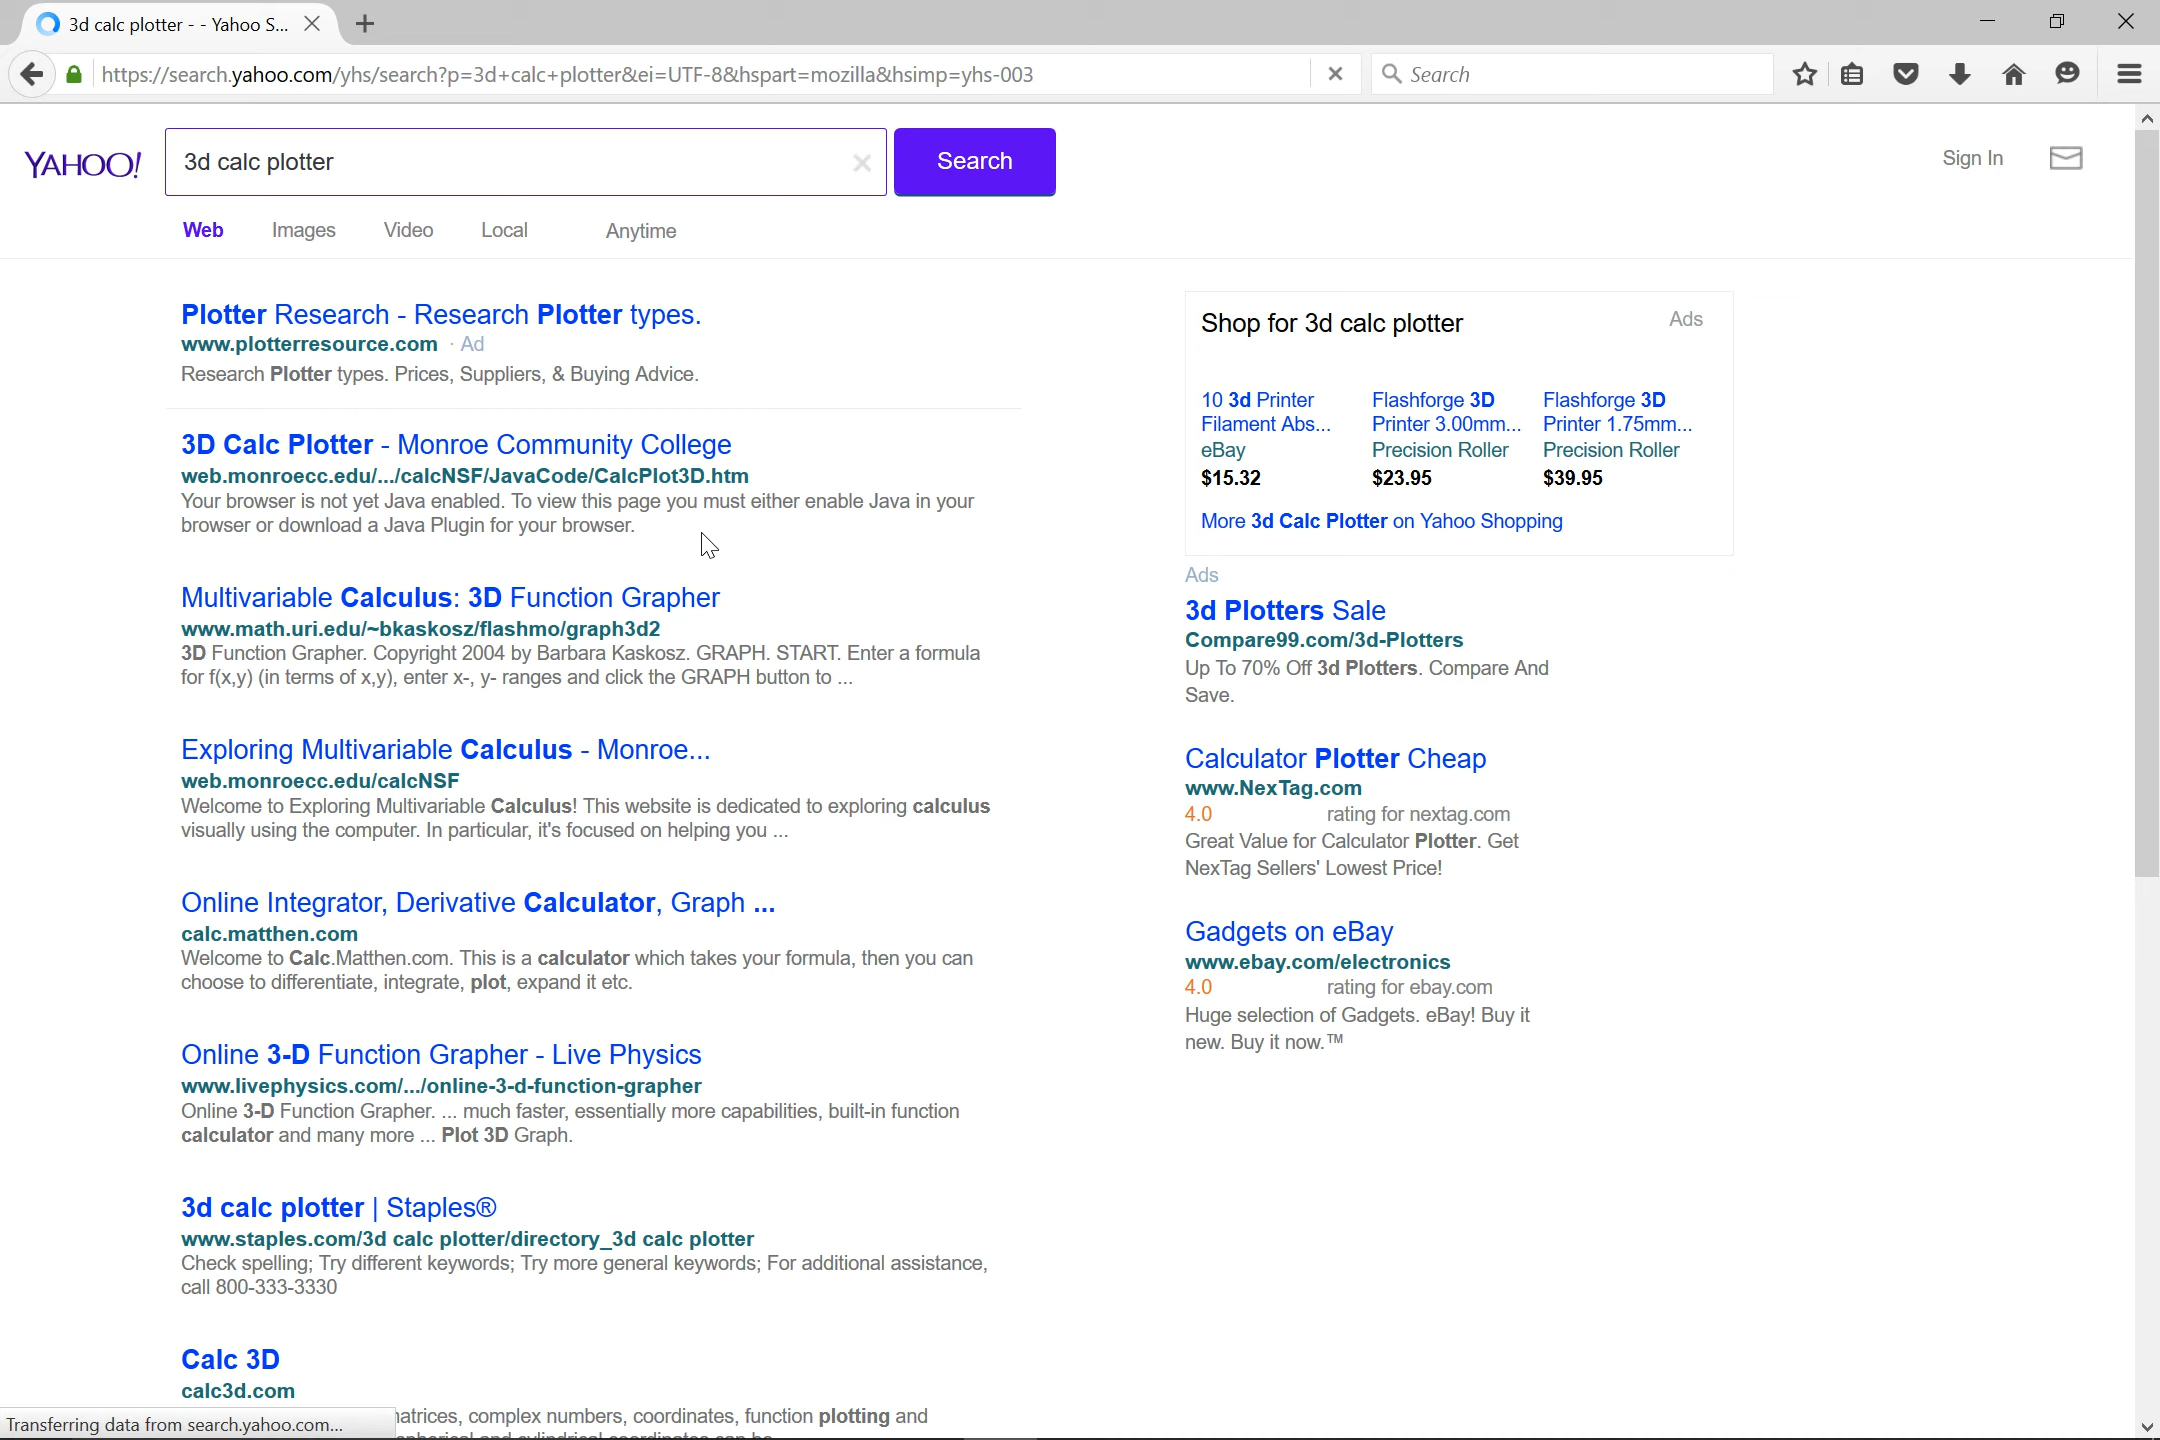 3d calc plotter - - Yahoo S...
https://search.yahoo.com/yhs/search?p=3d+calc+plotter&ei=UTF-8&hspart=mozilla&hsimp=yhs-003
Search
YAHOO!
3d calc plotter
Search
Sign In
Web Images Video Local Anytime
Plotter Research - Research Plotter types.
www.plotterresource.com · Ad
Research Plotter types. Prices, Suppliers, & Buying Advice.
3D Calc Plotter - Monroe Community College
web.monroecc.edu/.../calcNSF/JavaCode/CalcPlot3D.htm
Your browser is not yet Java enabled. To view this page you must either enable Java in your
browser or download a Java Plugin for your browser.
Multivariable Calculus: 3D Function Grapher
www.math.uri.edu/~bkaskosz/flashmo/graph3d2
3D Function Grapher. Copyright 2004 by Barbara Kaskosz. GRAPH. START. Enter a formula
for f(x,y) (in terms of x,y), enter x-, y- ranges and click the GRAPH button to ...
Exploring Multivariable Calculus - Monroe...
web.monroecc.edu/calcNSF
Welcome to Exploring Multivariable Calculus! This website is dedicated to exploring calculus
visually using the computer. In particular, it's focused on helping you ...
Online Integrator, Derivative Calculator, Graph ...
calc.matthen.com
Welcome to Calc.Matthen.com. This is a calculator which takes your formula, then you can
choose to differentiate, integrate, plot, expand it etc.
Online 3-D Function Grapher - Live Physics
www.livephysics.com/.../online-3-d-function-grapher
Online 3-D Function Grapher. ... much faster, essentially more capabilities, built-in function
calculator and many more ... Plot 3D Graph.
3d calc plotter | Staples®
www.staples.com/3d calc plotter/directory_3d calc plotter
Check spelling; Try different keywords; Try more general keywords; For additional assistance,
call 800-333-3330
Calc 3D
calc3d.com
atrices, complex numbers, coordinates, function plotting and
Transferring data from search.yahoo.com...
Shop for 3d calc plotter
Ads
10 3d Printer
Filament Abs...
eBay
$15.32
Flashforge 3D
Printer 3.00mm...
Precision Roller
$23.95
Flashforge 3D
Printer 1.75mm...
Precision Roller
$39.95
More 3d Calc Plotter on Yahoo Shopping
Ads
3d Plotters Sale
Compare99.com/3d-Plotters
Up To 70% Off 3d Plotters. Compare And
Save.
Calculator Plotter Cheap
www.NexTag.com
4.0 rating for nextag.com
Great Value for Calculator Plotter. Get
NexTag Sellers' Lowest Price!
Gadgets on eBay
www.ebay.com/electronics
4.0 rating for ebay.com
Huge selection of Gadgets. eBay! Buy it
new. Buy it now.™